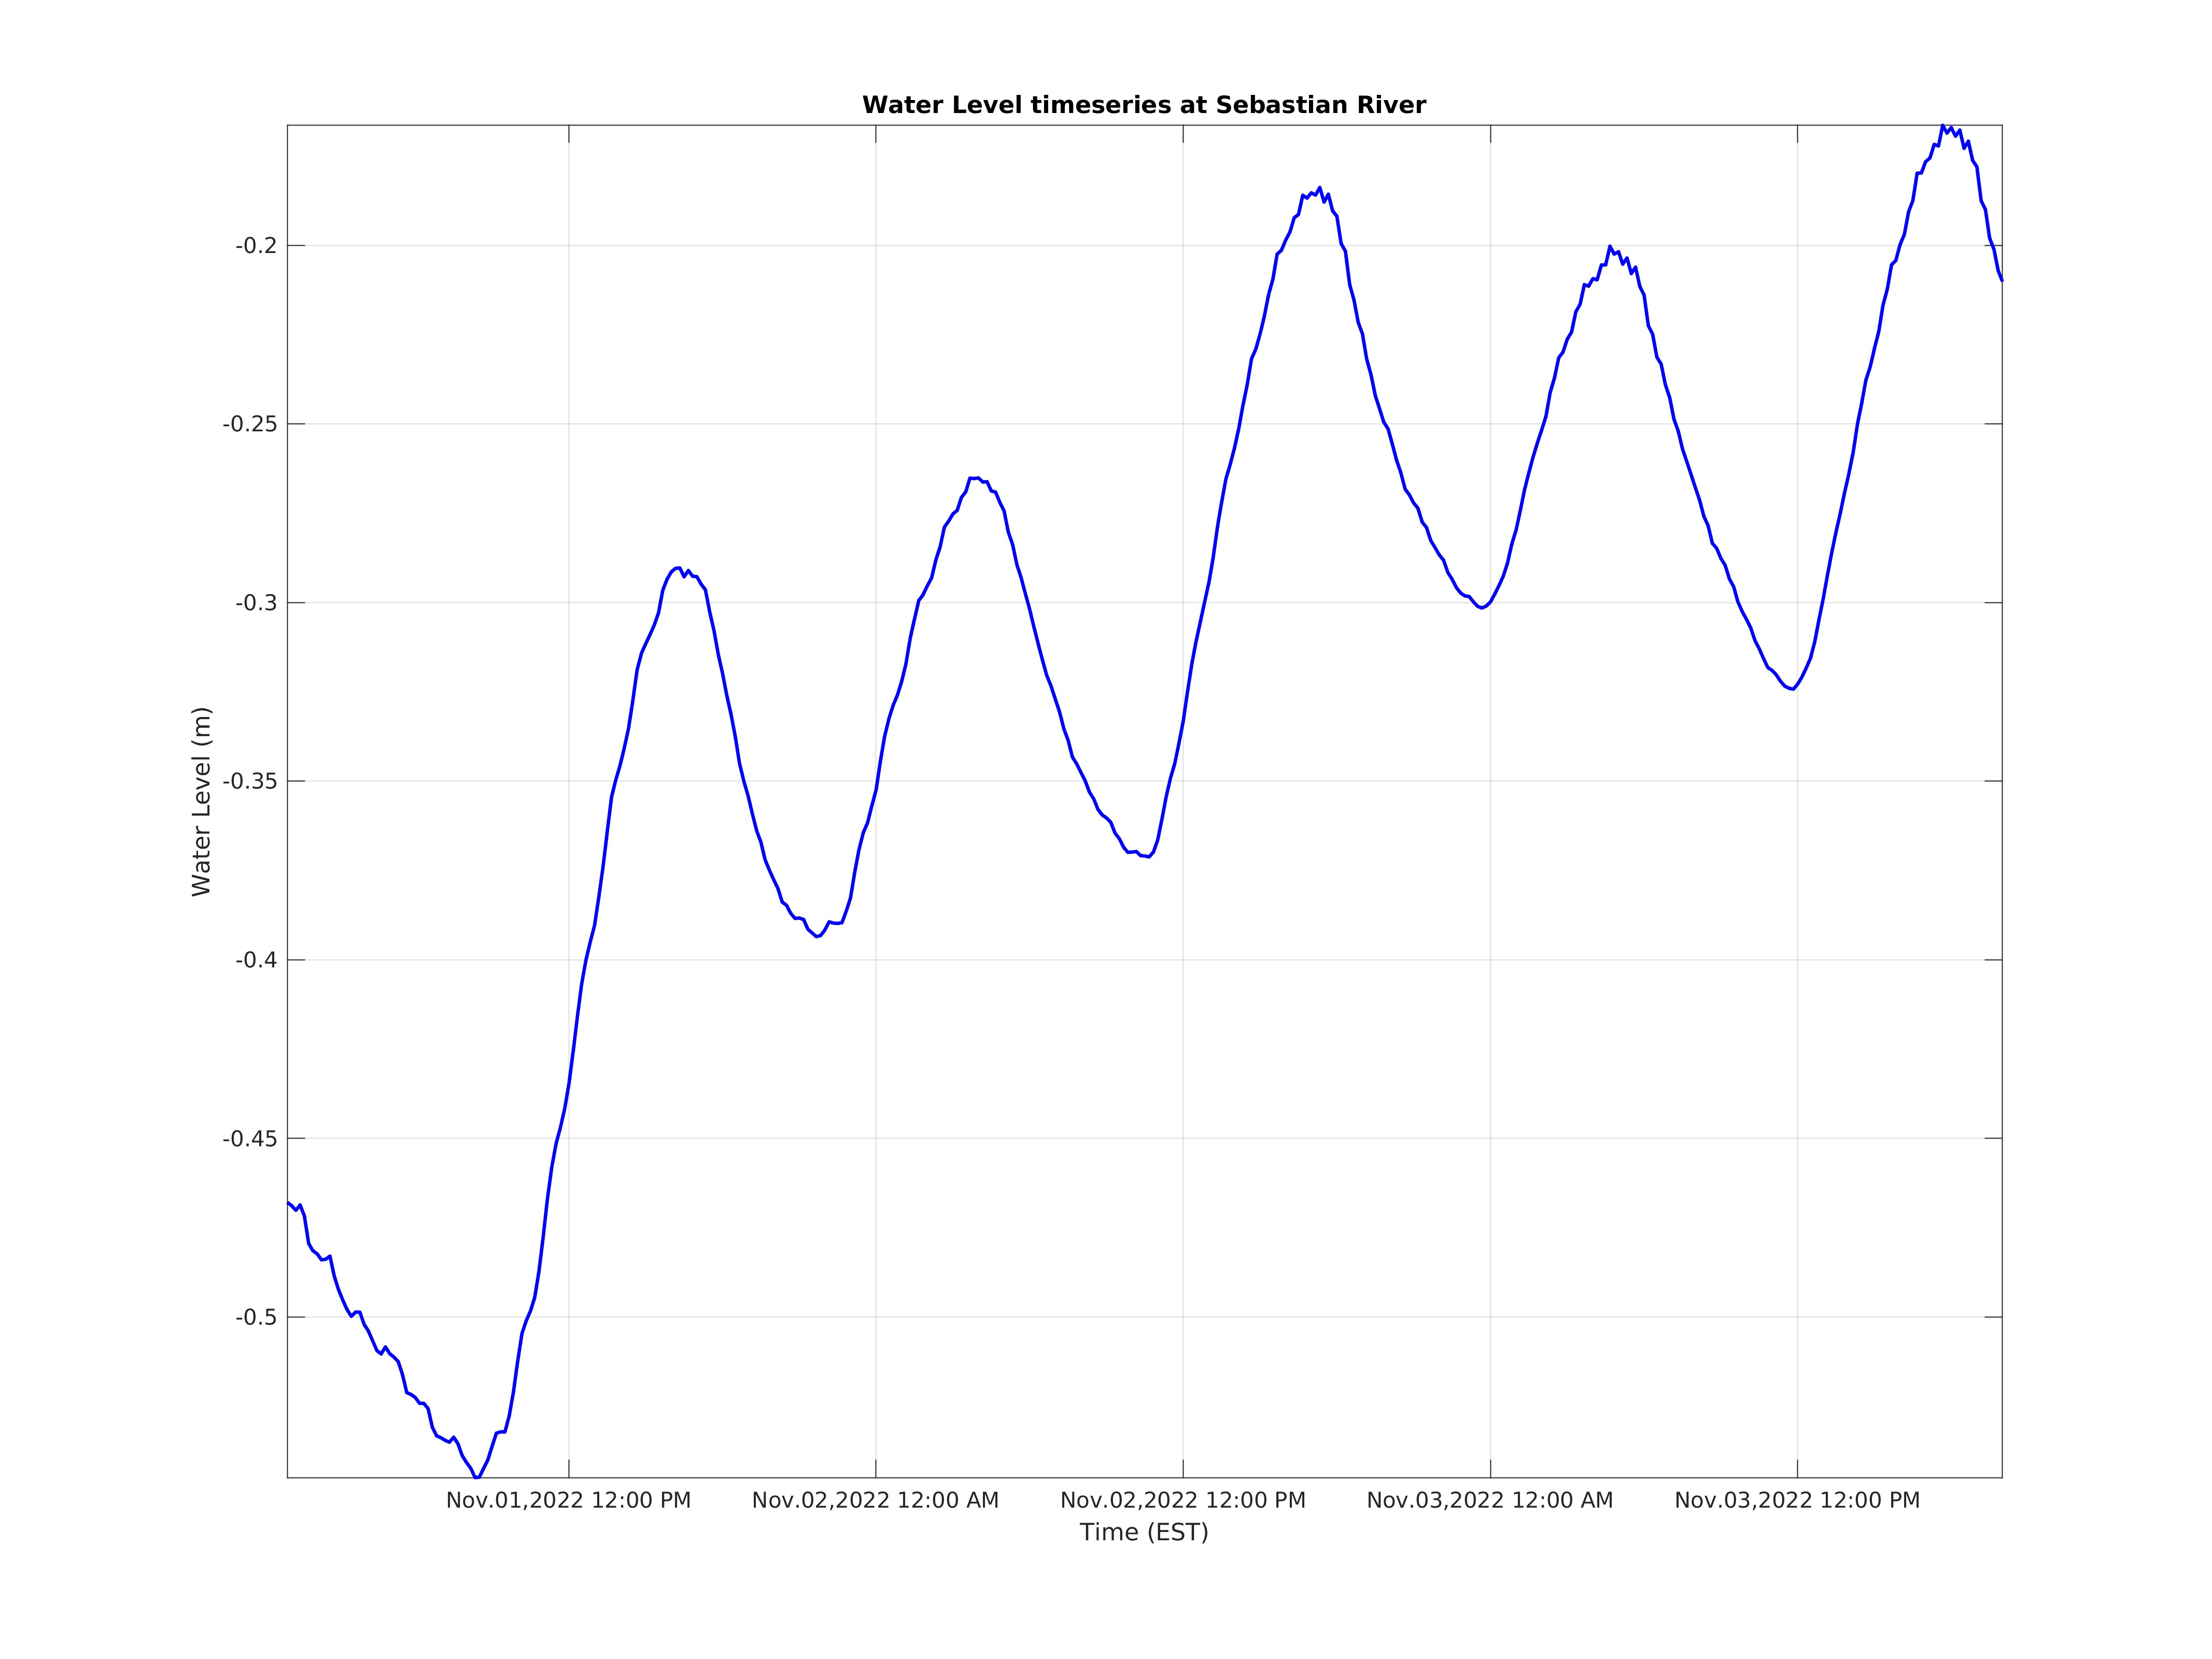 Water Level timeseries at Sebastian River
-0.2
-0.25
-0.3
-0.35
-0.4
-0.45
-0.5
Water Level (m)
Nov.01,2022 12:00 PM
Nov.02,2022 12:00 AM
Nov.02,2022 12:00 PM
Nov.03,2022 12:00 AM
Nov.03,2022 12:00 PM
Time (EST)